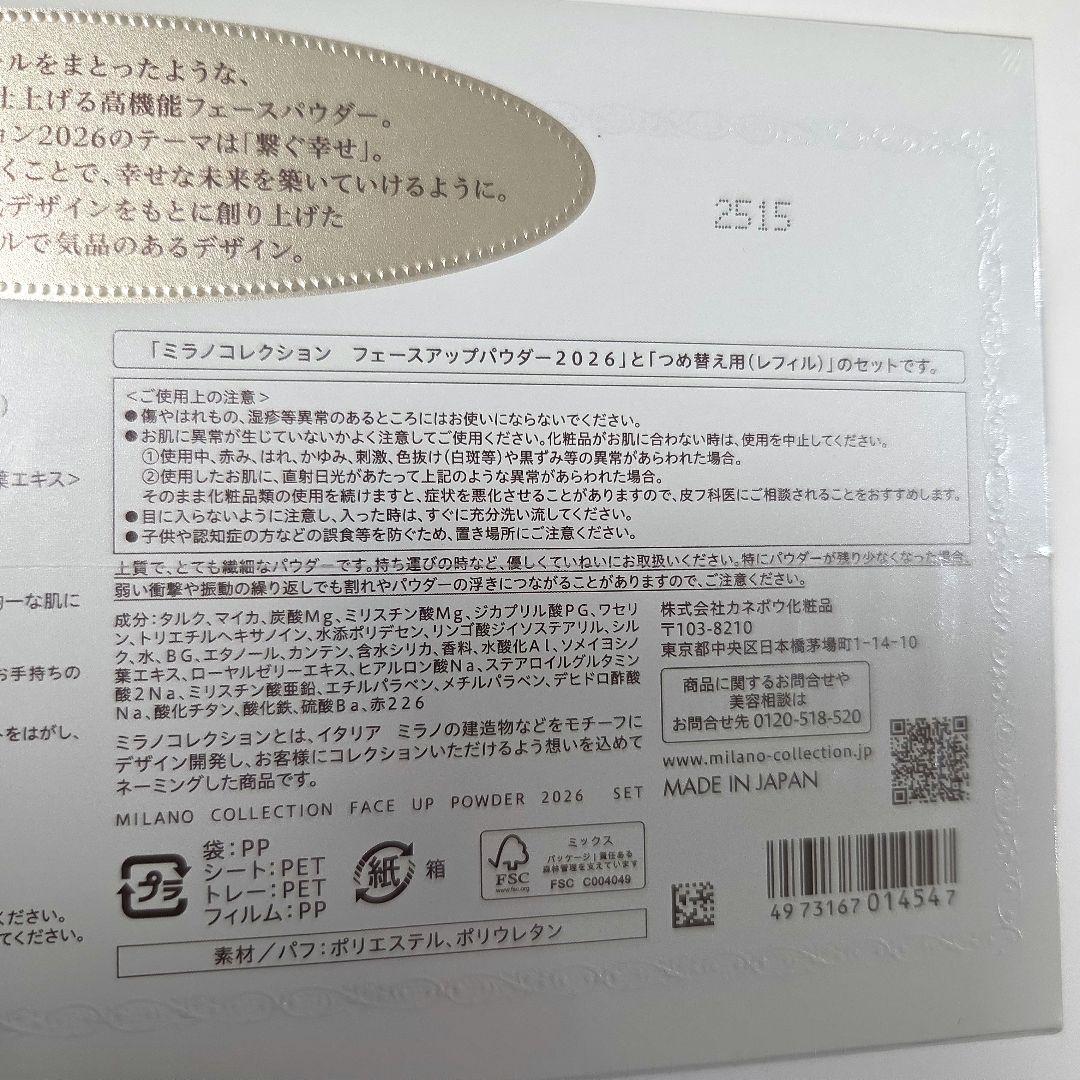 ールをまとったような、
仕上げる高機能フェースパウダー。
ョン2026のテーマは「繋ぐ幸せ」。
くことで、幸せな未来を築いていけるように。
デザインをもとに創り上げた
ルで気品のあるデザイン。
2515
「ミラノコレクション フェースアップパウダー2026」と「つめ替え用(レフィル)」のセットです。
<ご使用上の注意>
●傷やはれもの、湿疹等異常のあるところにはお使いにならないでください。
●お肌に異常が生じていないかよく注意してご使用ください。化粧品がお肌に合わない時は、使用を中止してください。
①使用中、赤み、はれ、かゆみ、刺激、色抜け(白斑等)や黒ずみ等の異常があらわれた場合。
②使用したお肌に、直射日光があたって上記のような異常があらわれた場合。
そのまま化粧品類の使用を続けますと、症状を悪化させることがありますので、皮フ科医にご相談されることをおすすめします。
●目に入らないように注意し、入った時は、すぐに充分洗い流してください。
●子供や認知症の方などの誤食等を防ぐため、置き場所にご注意ください。
葉エキス>
上質で、とても繊細なパウダーです。持ち運びの時など、優しくていねいにお取扱いください。特にパウダーが残り少なくなった場合、
弱い衝撃や振動の繰り返しでも割れやパウダーの浮きにつながることがありますので、ご注意ください。
ーな肌に
お手持ちの
をはがし、
ください。
てください。
成分:タルク、マイカ、炭酸Mg、ミリスチン酸Mg、ジカプリル酸PG、ワセリ
ン、トリエチルヘキサノイン、水添ポリデセン、リンゴ酸ジイソステアリル、シル
ク、水、BG、エタノール、カンテン、含水シリカ、香料、水酸化Al、ソメイヨシノ
葉エキス、ローヤルゼリーエキス、ヒアルロン酸Na、ステアロイルグルタミン
酸2Na、ミリスチン酸亜鉛、エチルパラベン、メチルパラベン、デヒドロ酢酸
Na、酸化チタン、酸化鉄、硫酸Ba、赤226
ミラノコレクションとは、イタリア ミラノの建造物などをモチーフに
デザイン開発し、お客様にコレクションいただけるよう想いを込めて
ネーミングした商品です。
MILANO COLLECTION FACE UP POWDER 2026 SET
株式会社カネボウ化粧品
〒103-8210
東京都中央区日本橋茅場町1-14-10
商品に関するお問合せや
美容相談は
お問合せ先 0120-518-520
www.milano-collection.jp
MADE IN JAPAN
プラ
袋:PP
シート:PET
トレー:PET
フィルム:PP
紙
箱
FSC
www.fsc.org
ミックス
パッケージ|責任ある
森林管理を支えています
FSC C004049
素材/パフ:ポリエステル、ポリウレタン
4973167014547